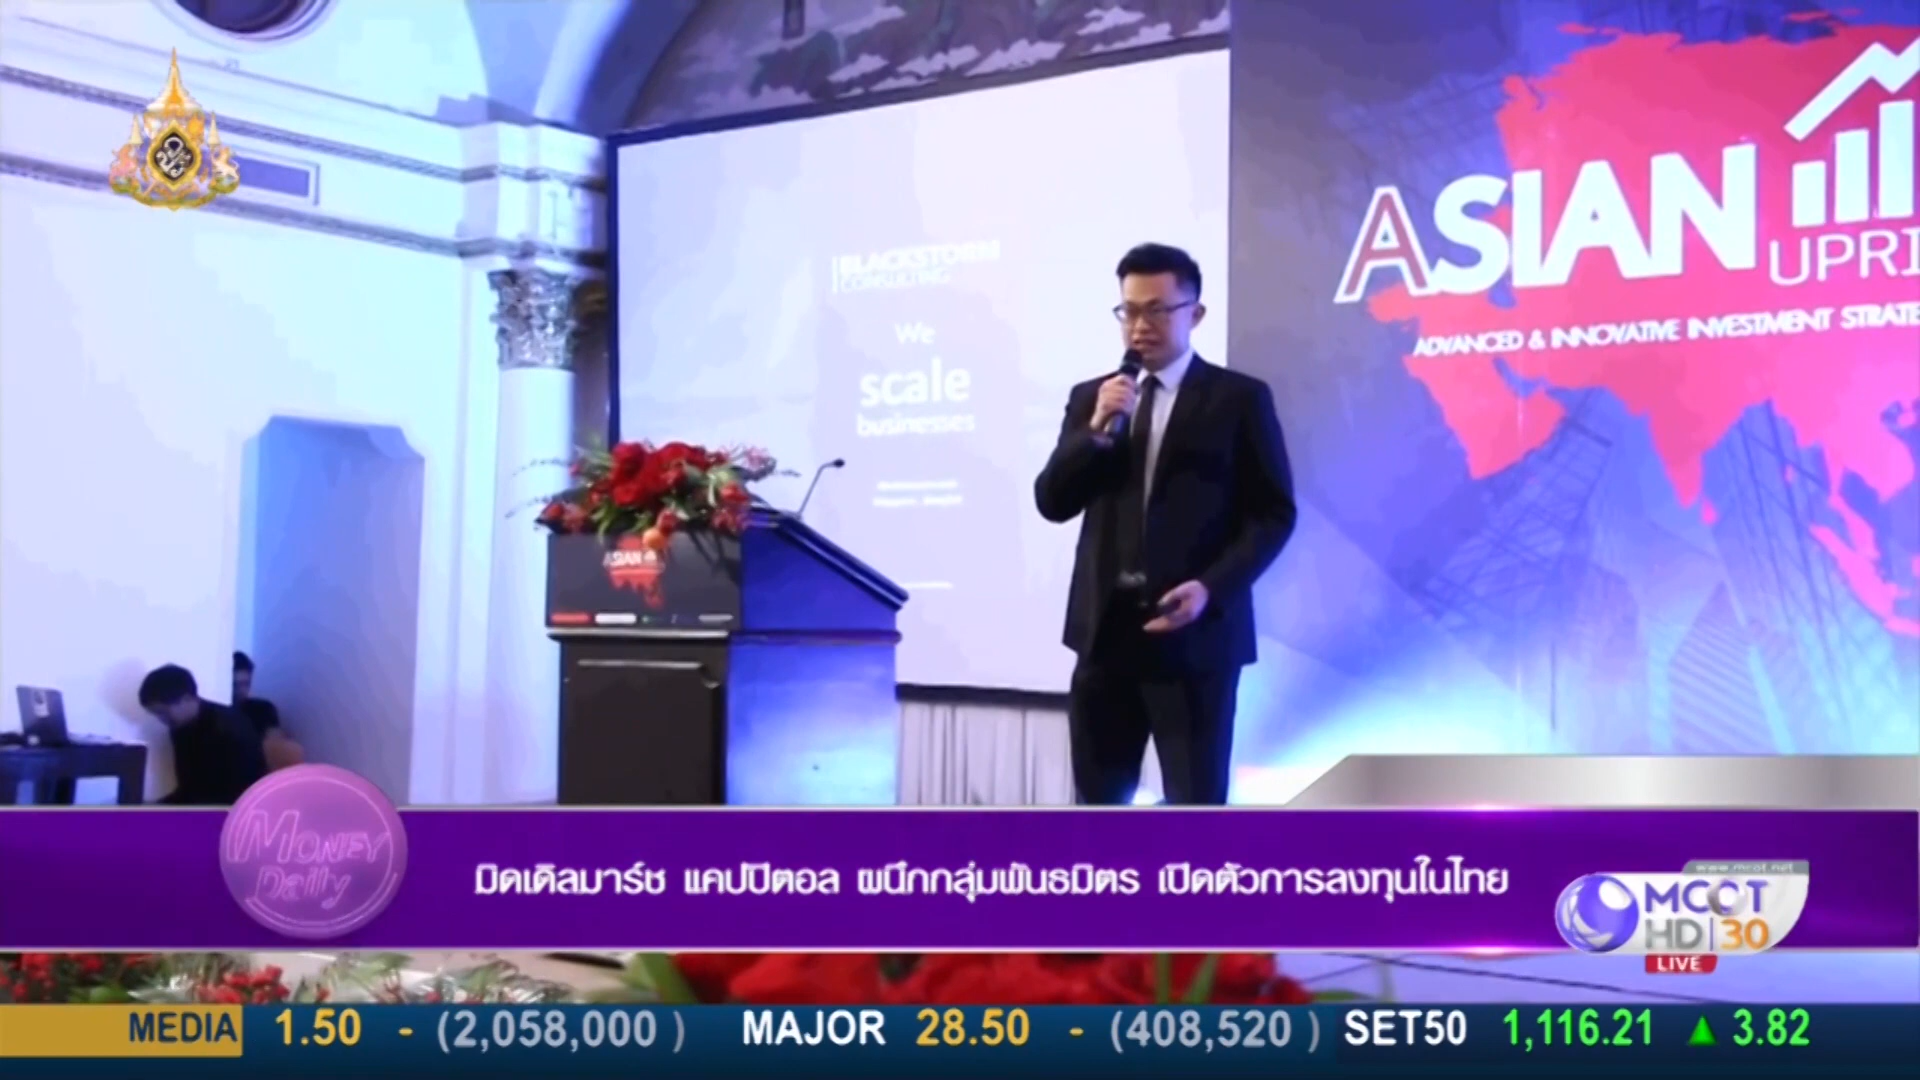 BLACKSTORM
CONSULTING
We
scale
businesses
ASIAN
UPRI
ADVANCED & INNOVATIVE INVESTMENT STRATE
ASIAN
MONEY
Daily
มิดเดิลมาร์ช แคปปิตอล ผนึกกลุ่มพันธมิตร เปิดตัวการลงทุนในไทย
www.mcot.net
MCOT
HD 30
LIVE
MEDIA 1.50 - (2,058,000 ) MAJOR 28.50 - (408,520 ) SET50 1,116.21 ▲ 3.82